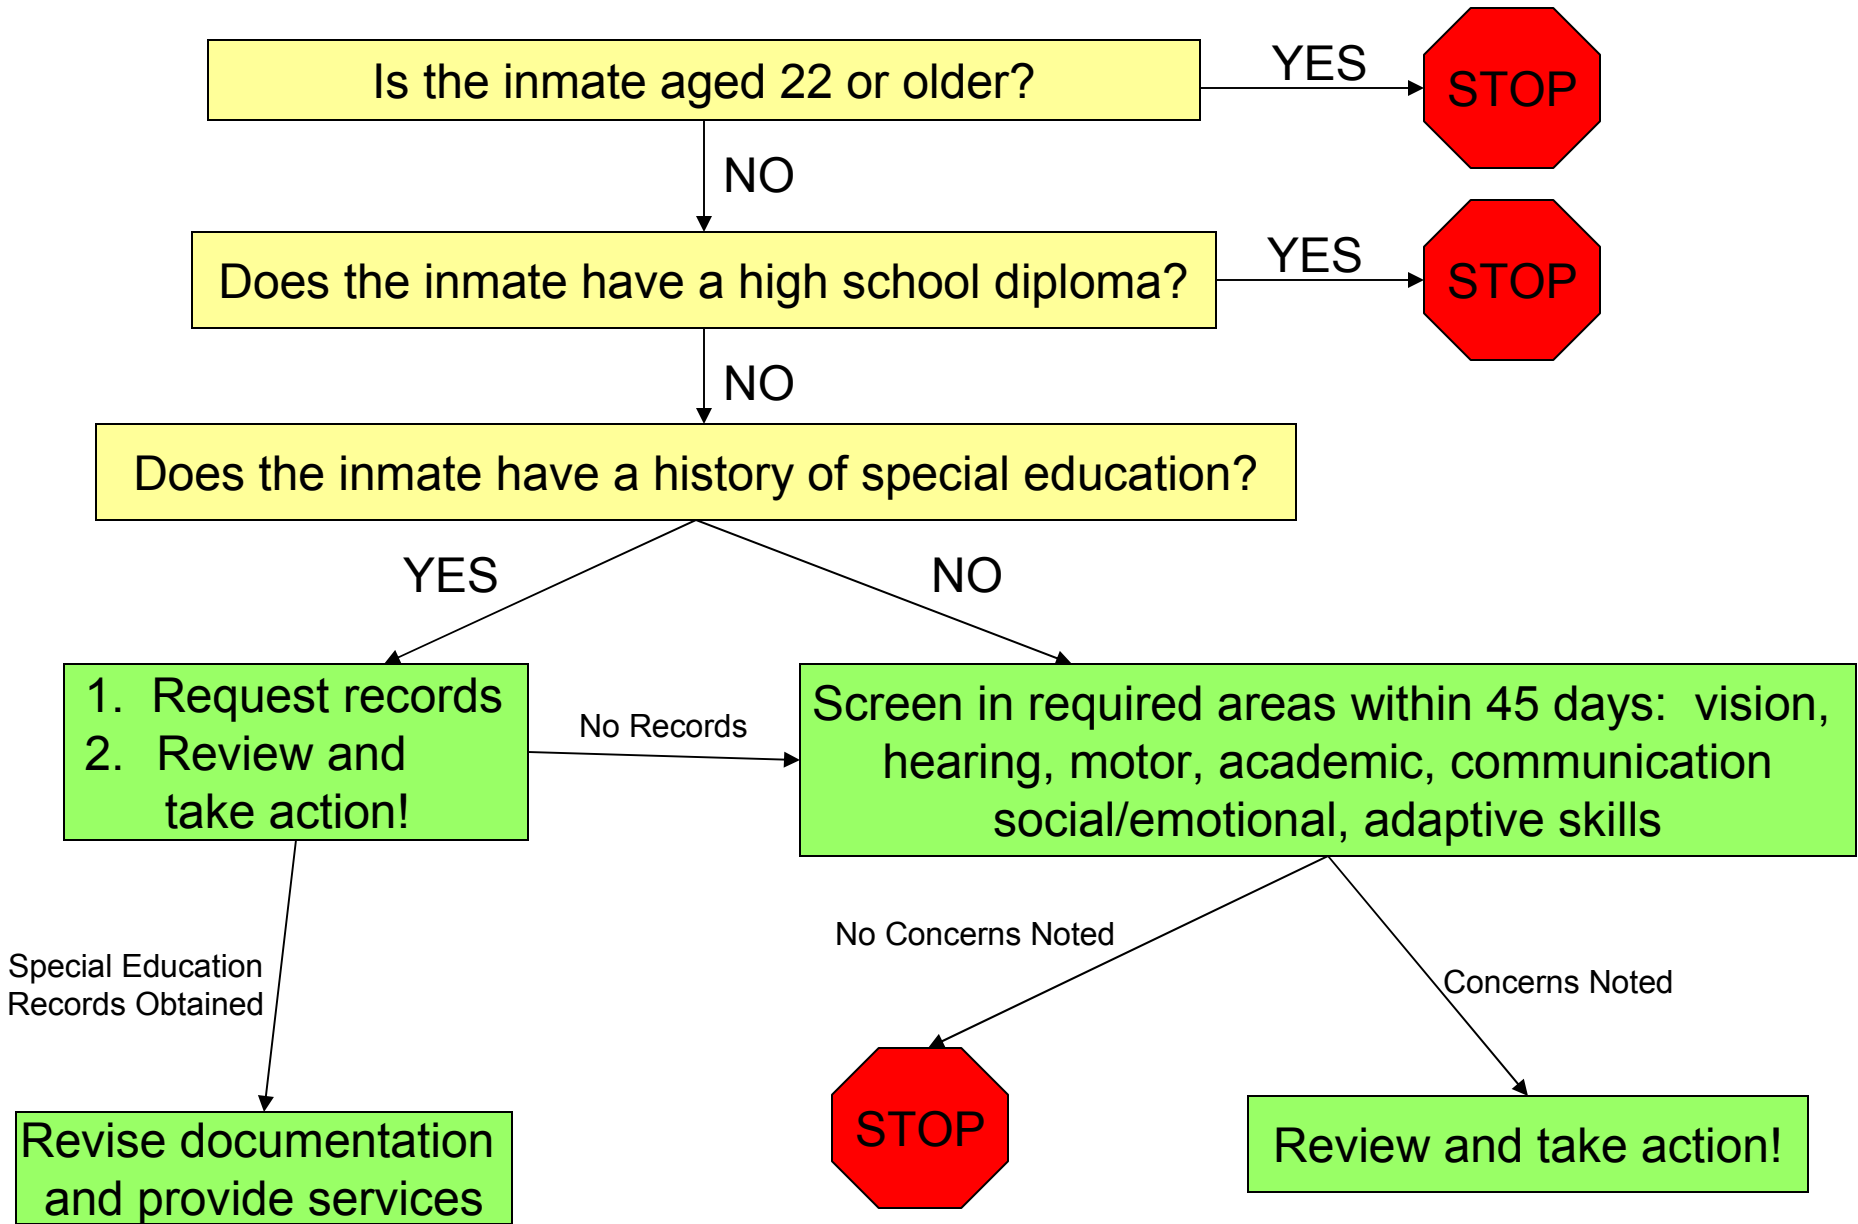 Is the inmate aged 22 or older?
YES
STOP
NO
Does the inmate have a high school diploma?
YES
STOP
NO
Does the inmate have a history of special education?
YES
NO
1. Request records
2. Review and
take action!
No Records
Screen in required areas within 45 days: vision,
hearing, motor, academic, communication
social/emotional, adaptive skills
Special Education
Records Obtained
No Concerns Noted
Concerns Noted
Revise documentation
and provide services
STOP
Review and take action!